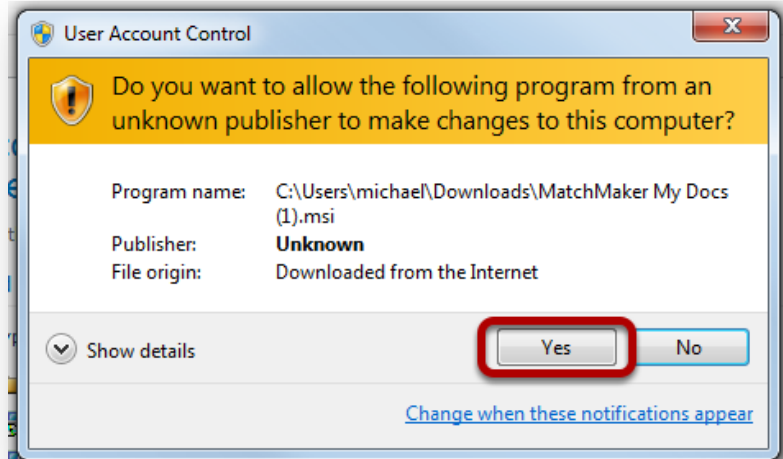 User Account Control
Do you want to allow the following program from an
unknown publisher to make changes to this computer?
Program name: C:\Users\michael\Downloads\MatchMaker My Docs
(1).msi
Publisher: Unknown
File origin: Downloaded from the Internet
Show details
Yes
No
Change when these notifications appear